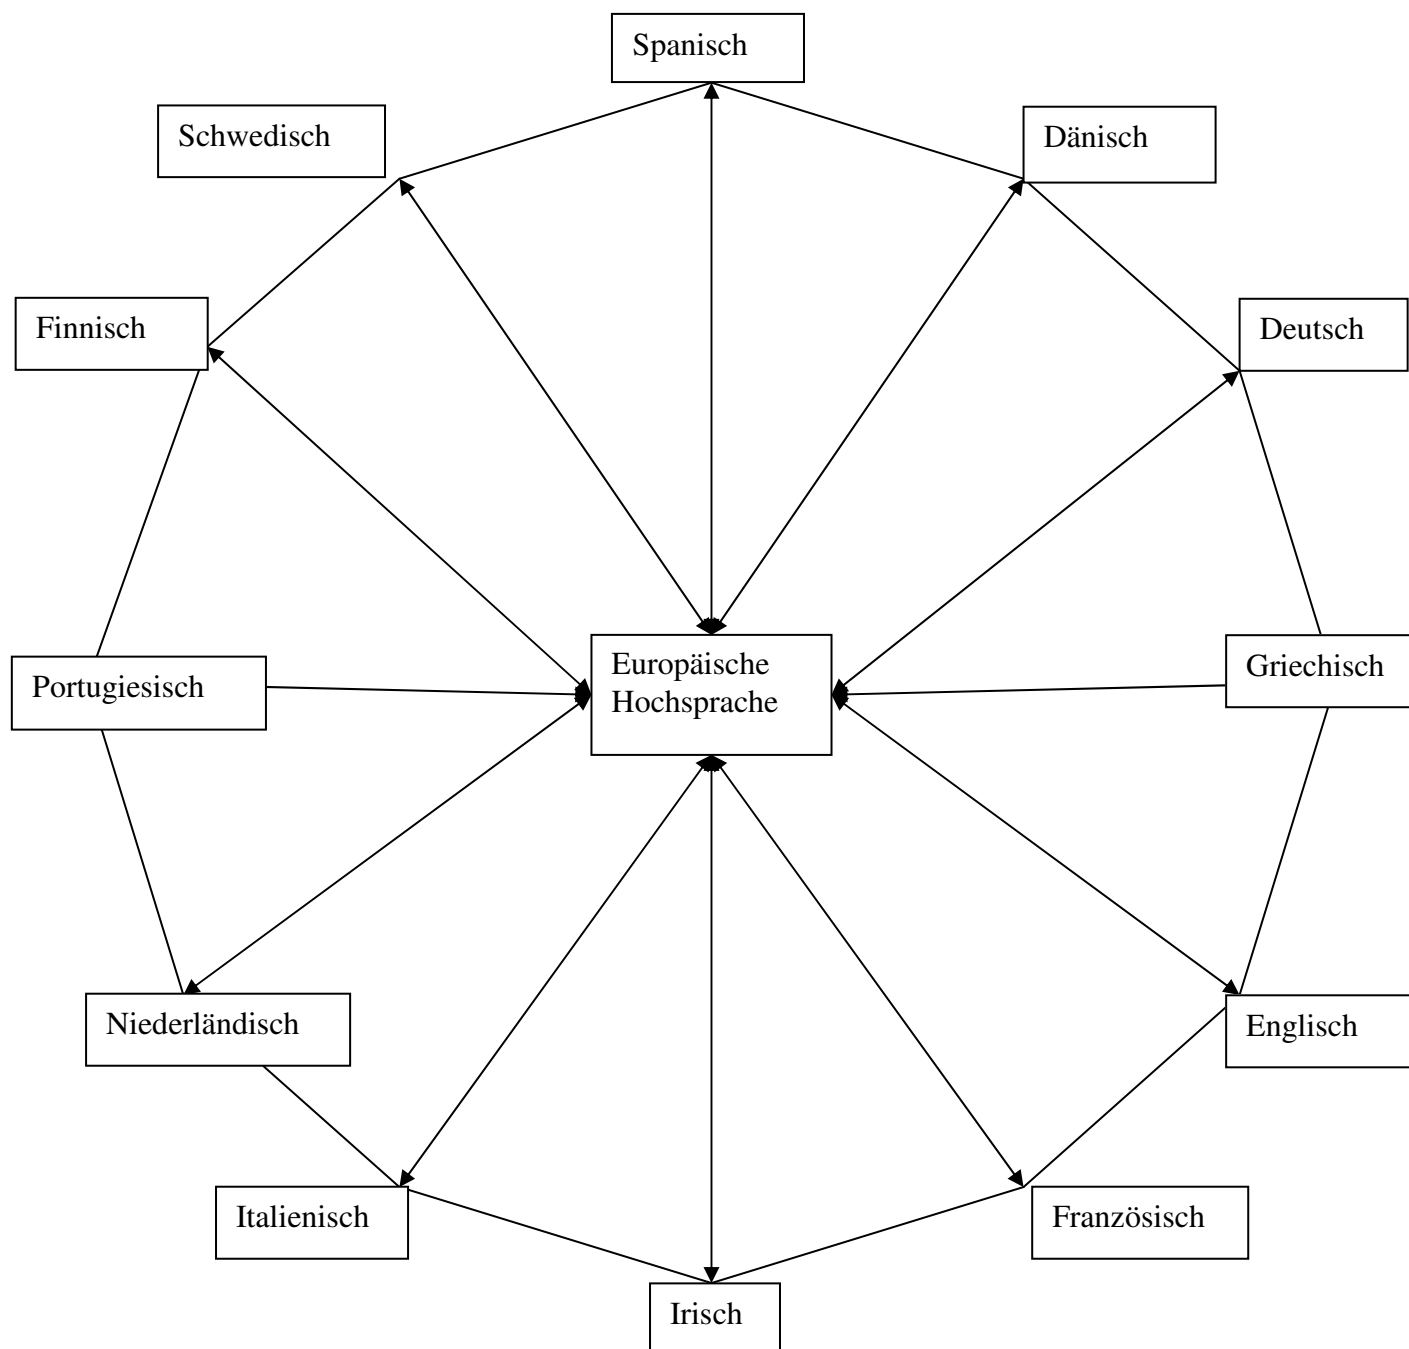 Spanisch
Schwedisch
Dänisch
Finnisch
Deutsch
Europäische
Hochsprache
Griechisch
Portugiesisch
Niederländisch
Englisch
Italienisch
Französisch
Irisch